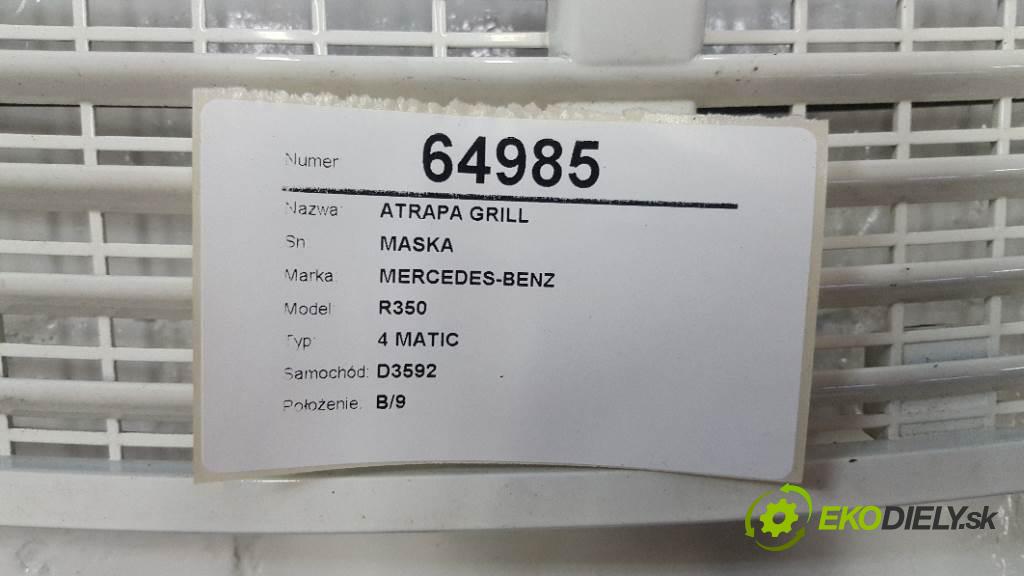 Numer 64985
Nazwa: ATRAPA GRILL
Sn: MASKA
Marka: MERCEDES-BENZ
Model: R350
Typ: 4 MATIC
Samochód: D3592
Położenie: B/9
EKODIELY.sk